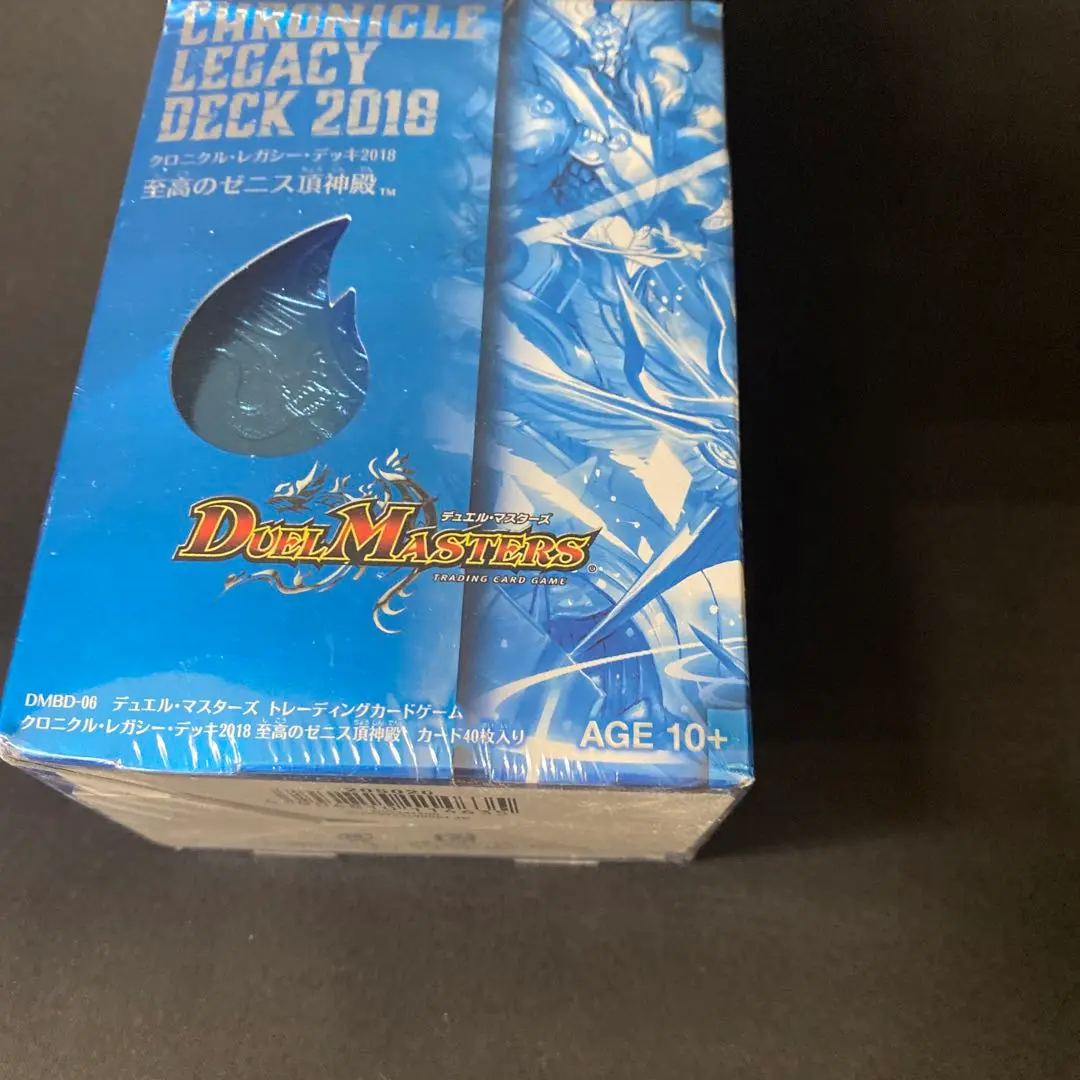 CHRONICLE
LEGACY
DECK 2018
クロニクル・レガシー・デッキ2018
至高のゼニス頂神殿™
デュエル・マスターズ
DUEL MASTERS®
TRADING CARD GAME
DMBD-06 デュエル・マスターズ トレーディングカードゲーム
クロニクル・レガシー・デッキ2018 至高のゼニス頂神殿 カード40枚入り
AGE 10+